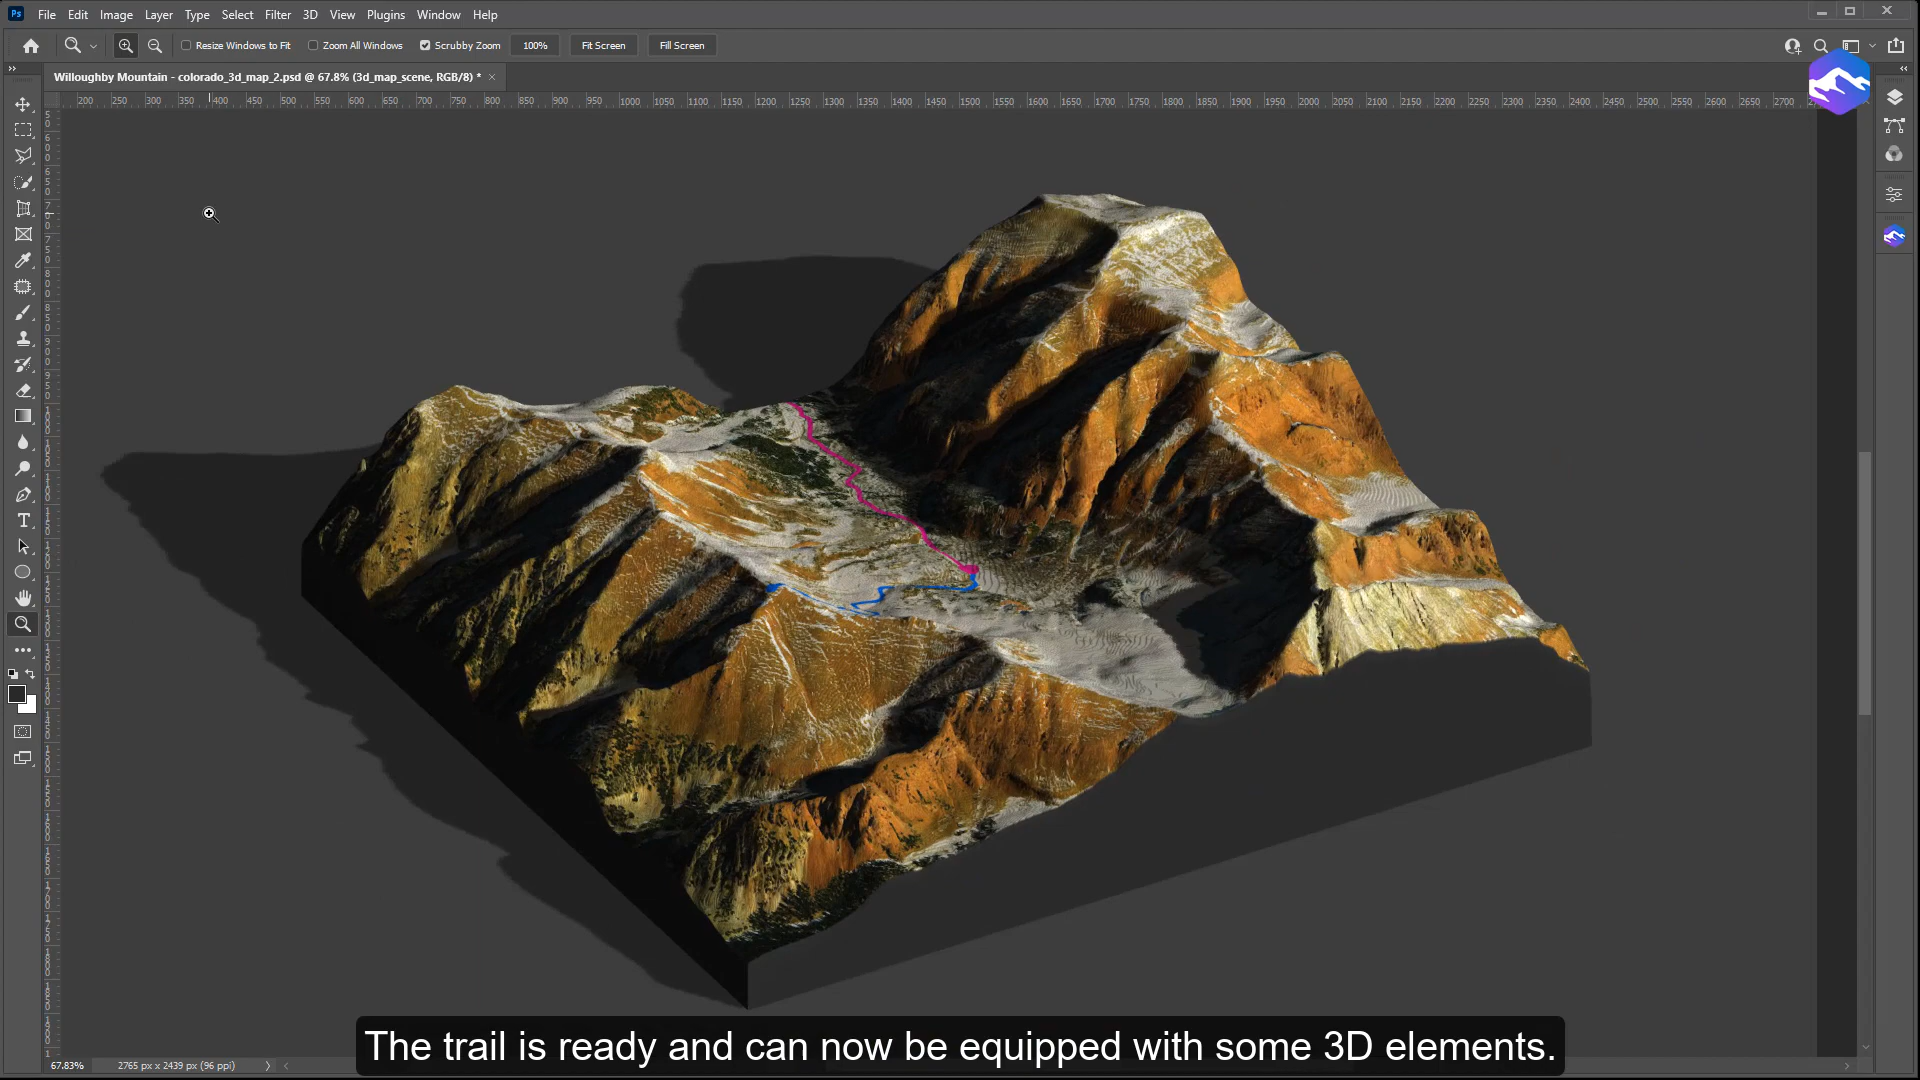 Ps File Edit Image Layer Type Select Filter 3D View Plugins Window Help
Resize Windows to Fit Zoom All Windows Scrubby Zoom 100% Fit Screen Fill Screen
Willoughby Mountain - colorado_3d_map_2.psd @ 67.8% (3d_map_scene, RGB/8) *
200 250 300 350 400 450 500 550 600 650 700 750 800 850 900 950 1000 1050 1100 1150 1200 1250 1300 1350 1400 1450 1500 1550 1600 1650 1700 1750 1800 1850 1900 1950 2000 2050 2100 2150 2200 2250 2300 2350 2400 2450 2500 2550 2600 2650 2700
The trail is ready and can now be equipped with some 3D elements.
67.83% 2765 px x 2439 px (96 ppi)